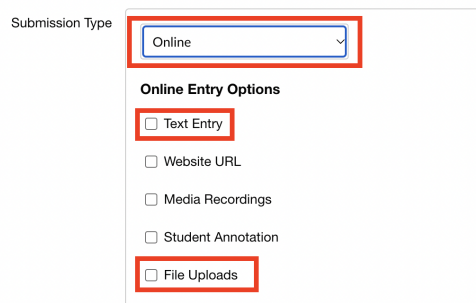 Submission Type
Online
Online Entry Options
Text Entry
Website URL
Media Recordings
Student Annotation
File Uploads